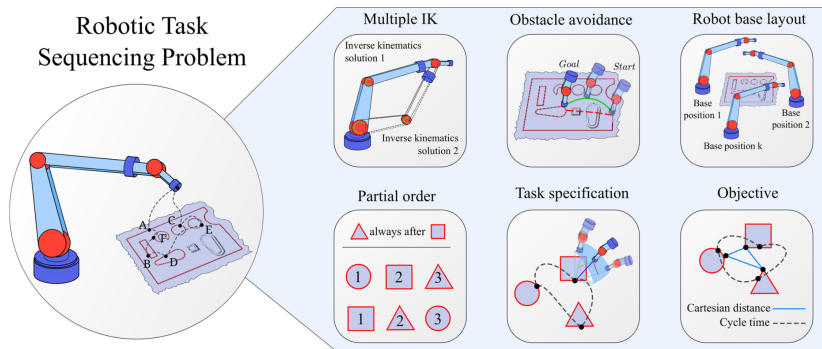 Robotic Task
Sequencing Problem
A
B
C
D
E
F
Multiple IK
Inverse kinematics
solution 1
Inverse kinematics
solution 2
Obstacle avoidance
Goal
Start
Robot base layout
Base
position 1
Base
position 2
Base position k
Partial order
always after
1
2
3
1
2
3
Task specification
Objective
Cartesian distance
Cycle time